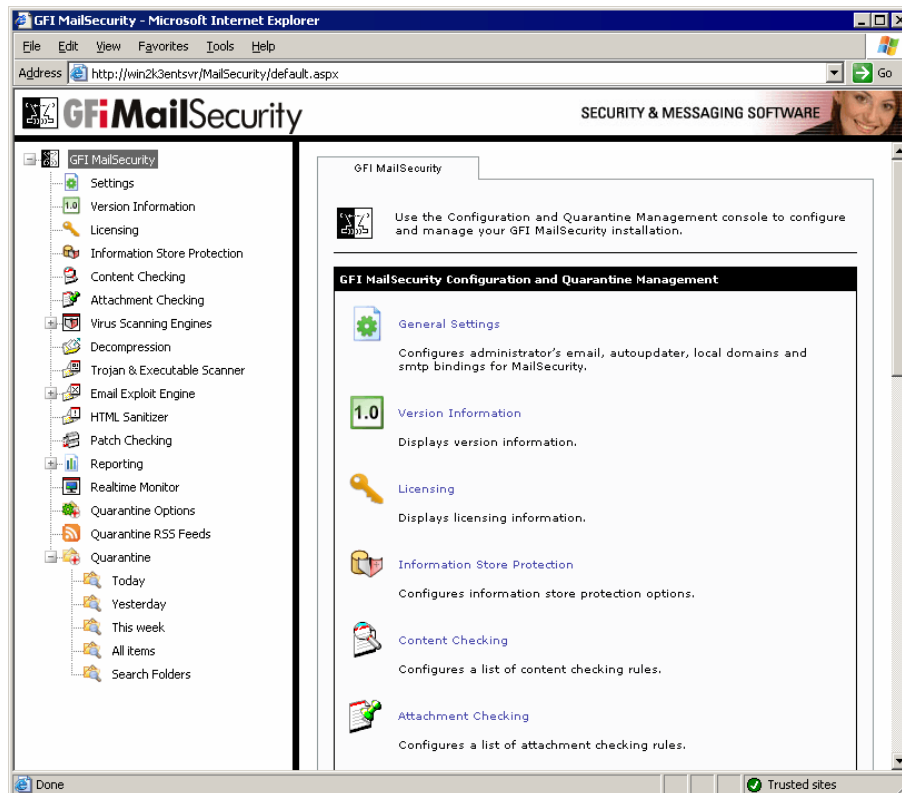 GFI MailSecurity - Microsoft Internet Explorer
File Edit View Favorites Tools Help
Address http://win2k3entsvr/MailSecurity/default.aspx Go
GFi MailSecurity
SECURITY & MESSAGING SOFTWARE
GFI MailSecurity
Settings
1.0 Version Information
Licensing
Information Store Protection
Content Checking
Attachment Checking
Virus Scanning Engines
Decompression
Trojan & Executable Scanner
Email Exploit Engine
HTML Sanitizer
Patch Checking
Reporting
Realtime Monitor
Quarantine Options
Quarantine RSS Feeds
Quarantine
Today
Yesterday
This week
All items
Search Folders
GFI MailSecurity
Use the Configuration and Quarantine Management console to configure
and manage your GFI MailSecurity installation.
GFI MailSecurity Configuration and Quarantine Management
General Settings
Configures administrator's email, autoupdater, local domains and
smtp bindings for MailSecurity.
1.0 Version Information
Displays version information.
Licensing
Displays licensing information.
Information Store Protection
Configures information store protection options.
Content Checking
Configures a list of content checking rules.
Attachment Checking
Configures a list of attachment checking rules.
Done
Trusted sites